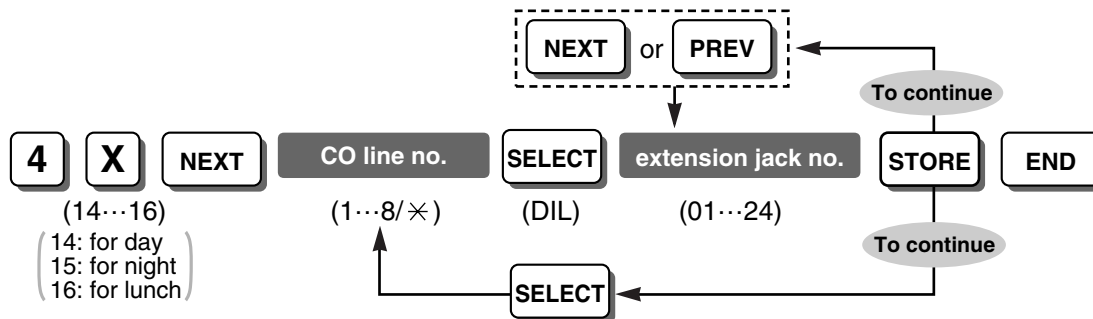 NEXT or PREV
To continue
4 X NEXT CO line no. SELECT extension jack no. STORE END
(14···16) (1···8/✳) (DIL) (01···24)
14: for day
15: for night
16: for lunch
To continue
SELECT